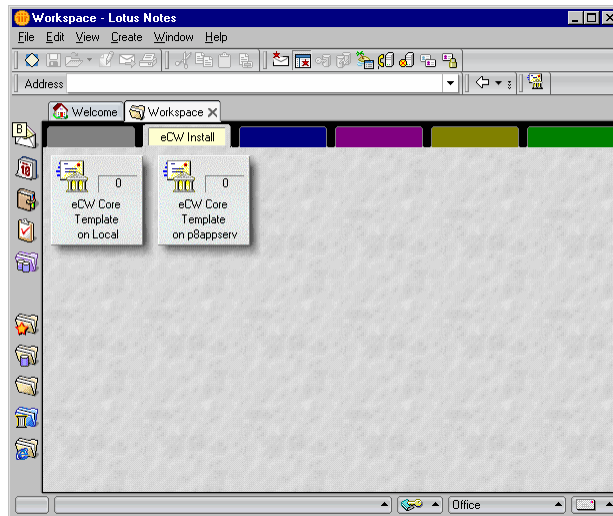 Workspace - Lotus Notes
File Edit View Create Window Help
Address
Welcome Workspace
eCW Install
0
eCW Core
Template
on Local
0
eCW Core
Template
on p8appserv
B
18
Office